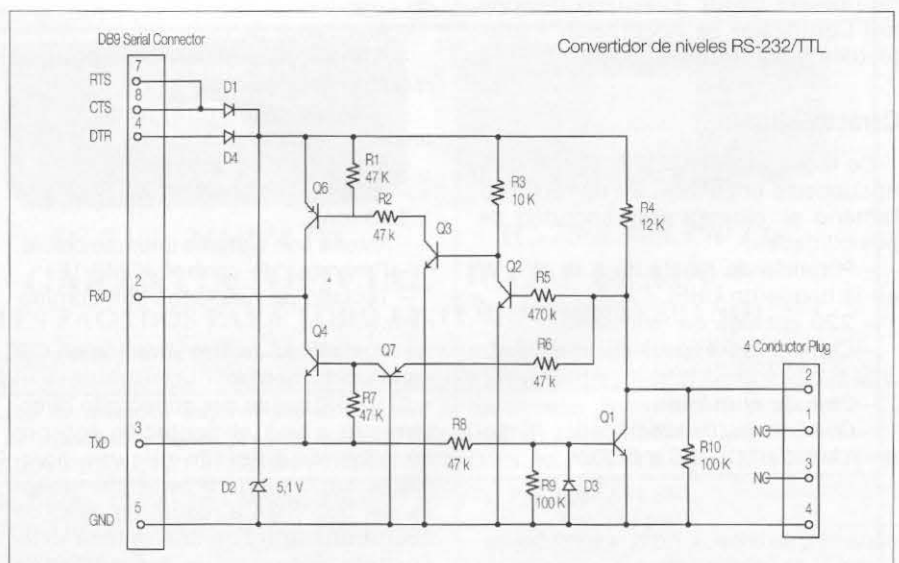 DB9 Serial Connector
Convertidor de niveles RS-232/TTL
7
RTS
8
CTS
D1
4
DTR
D4
R1
47 K
R2
47 k
Q6
Q3
R3
10 K
R4
12 K
Q2
R5
470 k
2
RxD
Q4
Q7
R6
47 k
4 Conductor Plug
2
1
NC
3
NC
R7
47 K
Q1
3
TxD
R8
47 k
R10
100 K
D2
5,1 V
R9
100 K
D3
5
GND
4